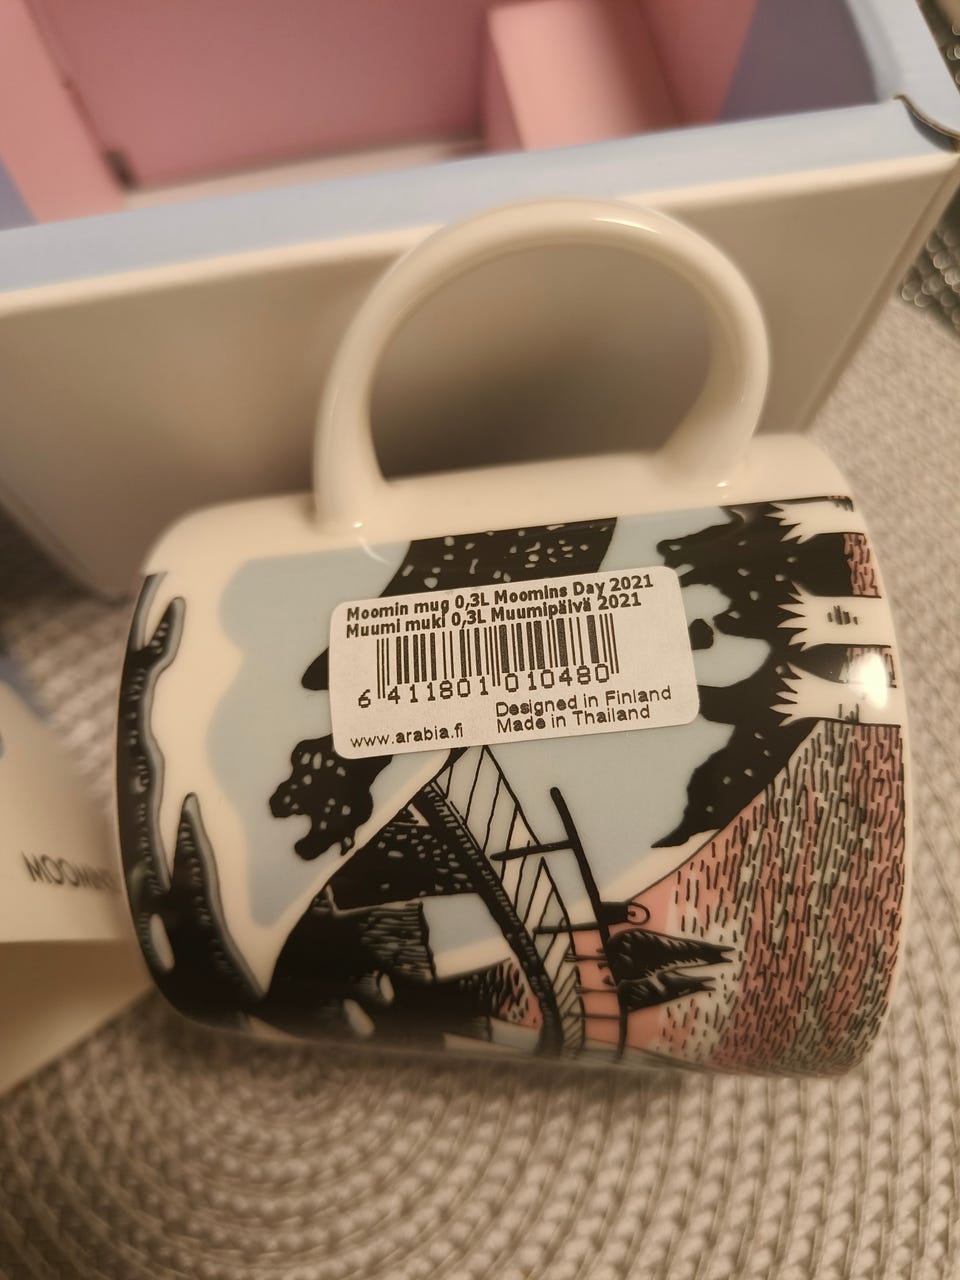 Moomin mug 0,3L Moomins Day 2021
Muumi muki 0,3L Muumipäivä 2021
6 411801 010480
Designed in Finland
www.arabia.fi Made in Thailand